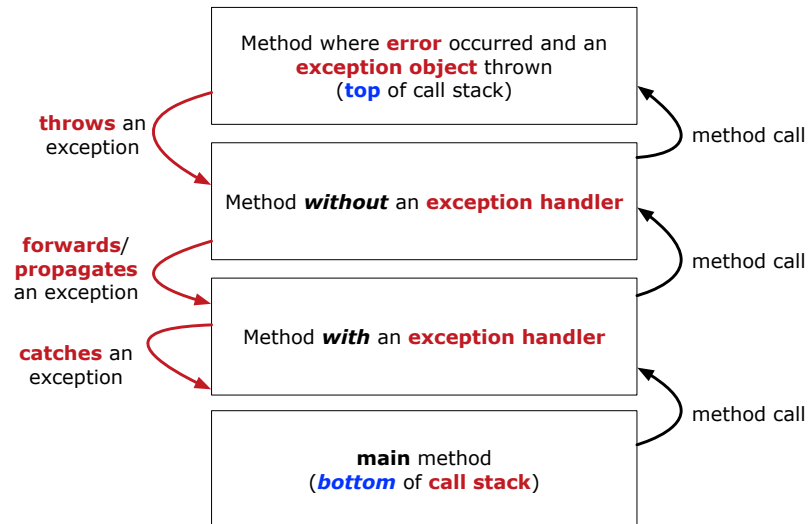 Method where error occurred and an
exception object thrown
(top of call stack)
throws an
exception
method call
Method without an exception handler
forwards/
propagates
an exception
method call
Method with an exception handler
catches an
exception
method call
main method
(bottom of call stack)